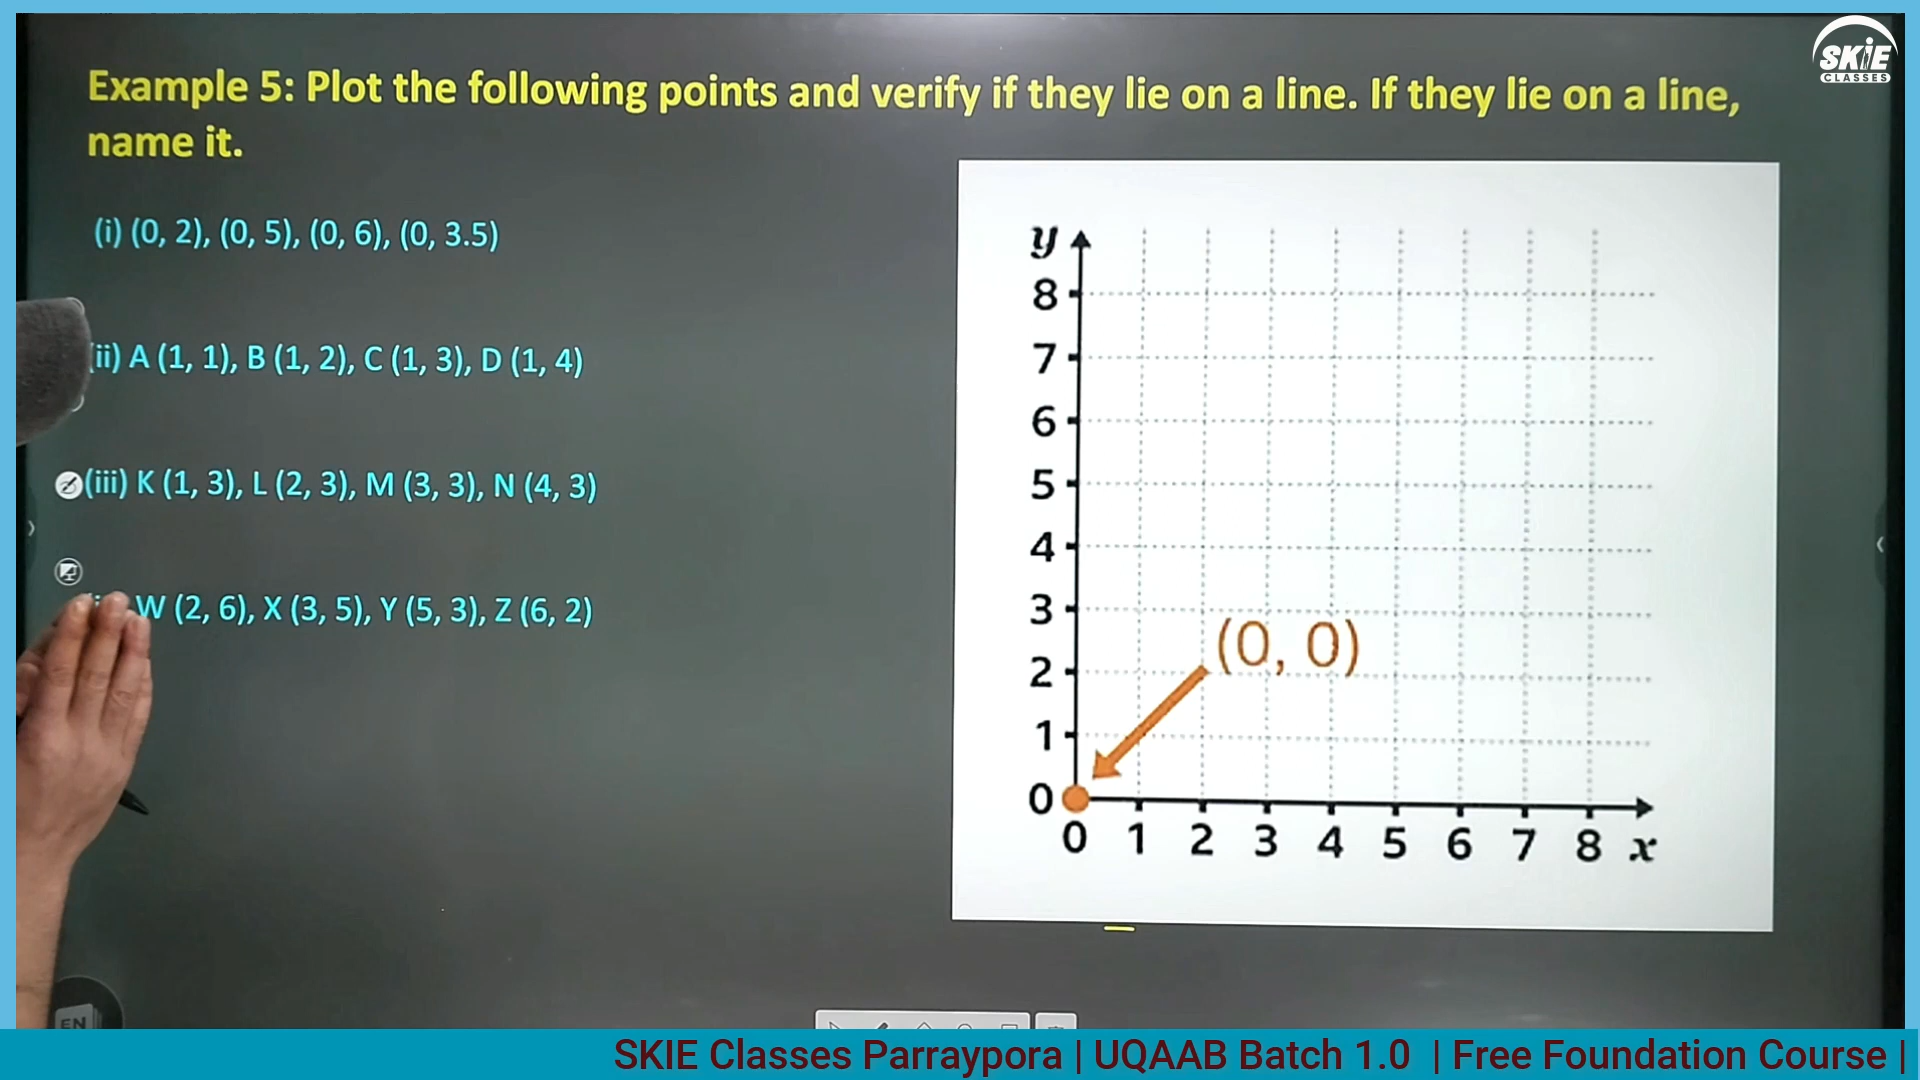 SKIE
CLASSES
Example 5: Plot the following points and verify if they lie on a line. If they lie on a line,
name it.
(i) (0, 2), (0, 5), (0, 6), (0, 3.5)
(ii) A (1, 1), B (1, 2), C (1, 3), D (1, 4)
(iii) K (1, 3), L (2, 3), M (3, 3), N (4, 3)
W (2, 6), X (3, 5), Y (5, 3), Z (6, 2)
y
8
7
6
5
4
3
2
1
0
(0, 0)
0 1 2 3 4 5 6 7 8 x
EN
SKIE Classes Parraypora | UQAAB Batch 1.0 | Free Foundation Course |